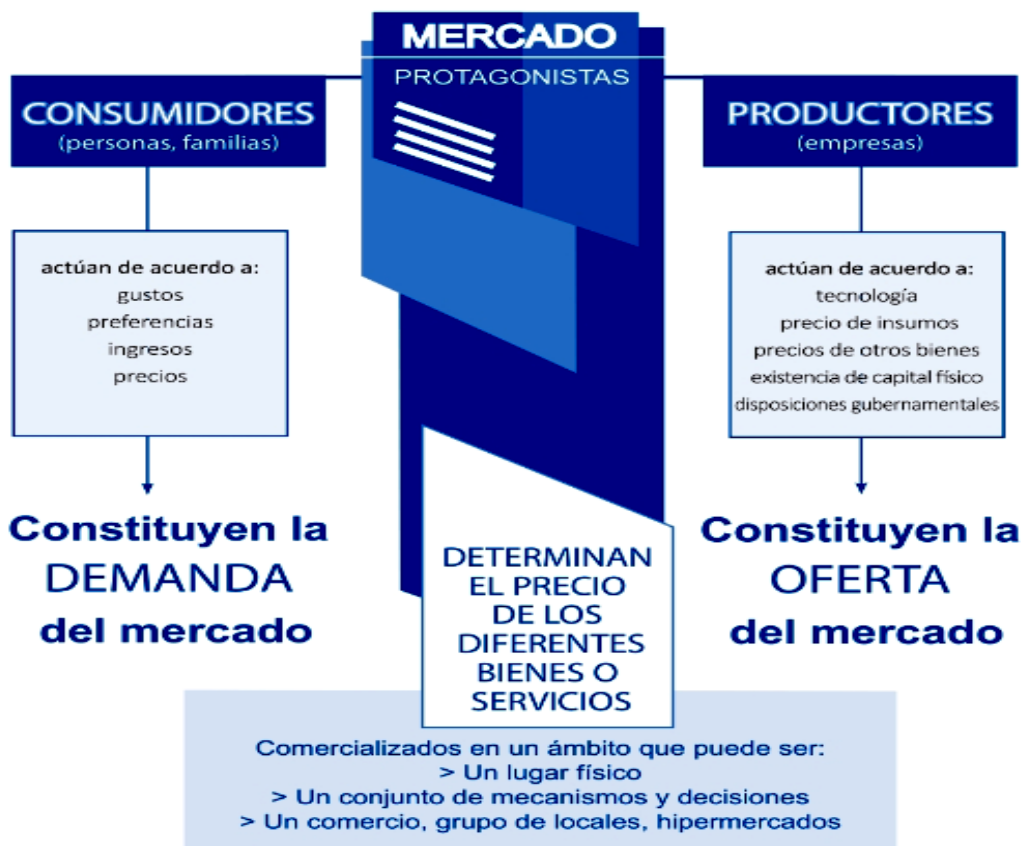 MERCADO
PROTAGONISTAS
CONSUMIDORES
(personas, familias)
actúan de acuerdo a:
gustos
preferencias
ingresos
precios
Constituyen la
DEMANDA
del mercado
PRODUCTORES
(empresas)
actúan de acuerdo a:
tecnología
precio de insumos
precios de otros bienes
existencia de capital físico
disposiciones gubernamentales
Constituyen la
OFERTA
del mercado
DETERMINAN
EL PRECIO
DE LOS
DIFERENTES
BIENES O
SERVICIOS
Comercializados en un ámbito que puede ser:
> Un lugar físico
> Un conjunto de mecanismos y decisiones
> Un comercio, grupo de locales, hipermercados